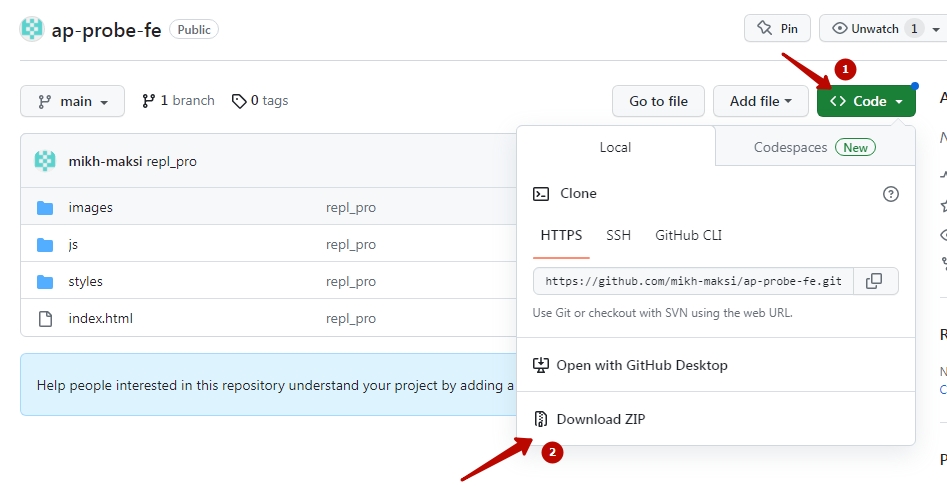 ap-probe-fe Public
Pin
Unwatch 1
1
main
1 branch
0 tags
Go to file
Add file
Code
mikh-maksi repl_pro
images repl_pro
js repl_pro
styles repl_pro
index.html repl_pro
Help people interested in this repository understand your project by adding a
Local
Codespaces New
Clone
HTTPS SSH GitHub CLI
https://github.com/mikh-maksi/ap-probe-fe.git
Use Git or checkout with SVN using the web URL.
Open with GitHub Desktop
Download ZIP
2